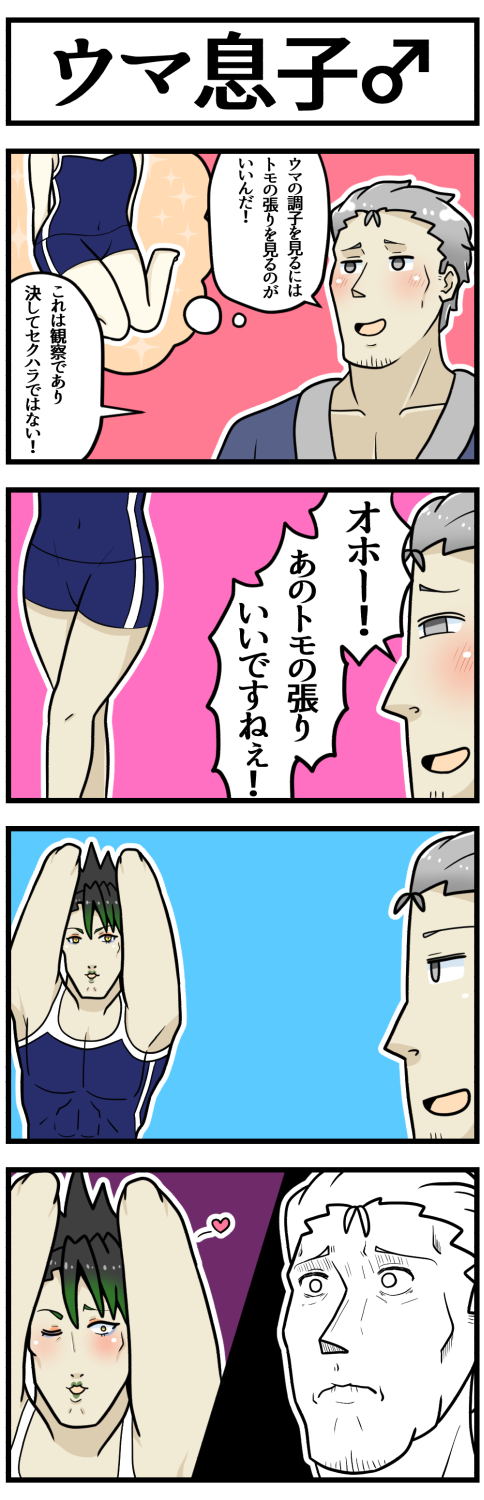 ウマ息子♂
ウマの調子を見るには
トモの張りを見るのが
いいんだ！
これは観察であり
決してセクハラではない！
オホー！
あのトモの張り
いいですねぇ！